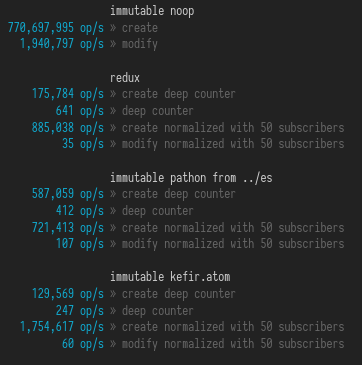 immutable noop
770,697,995 op/s » create
1,940,797 op/s » modify
redux
175,784 op/s » create deep counter
641 op/s » deep counter
885,038 op/s » create normalized with 50 subscribers
35 op/s » modify normalized with 50 subscribers
immutable pathon from ../es
587,059 op/s » create deep counter
412 op/s » deep counter
721,413 op/s » create normalized with 50 subscribers
107 op/s » modify normalized with 50 subscribers
immutable kefir.atom
129,569 op/s » create deep counter
247 op/s » deep counter
1,754,617 op/s » create normalized with 50 subscribers
60 op/s » modify normalized with 50 subscribers